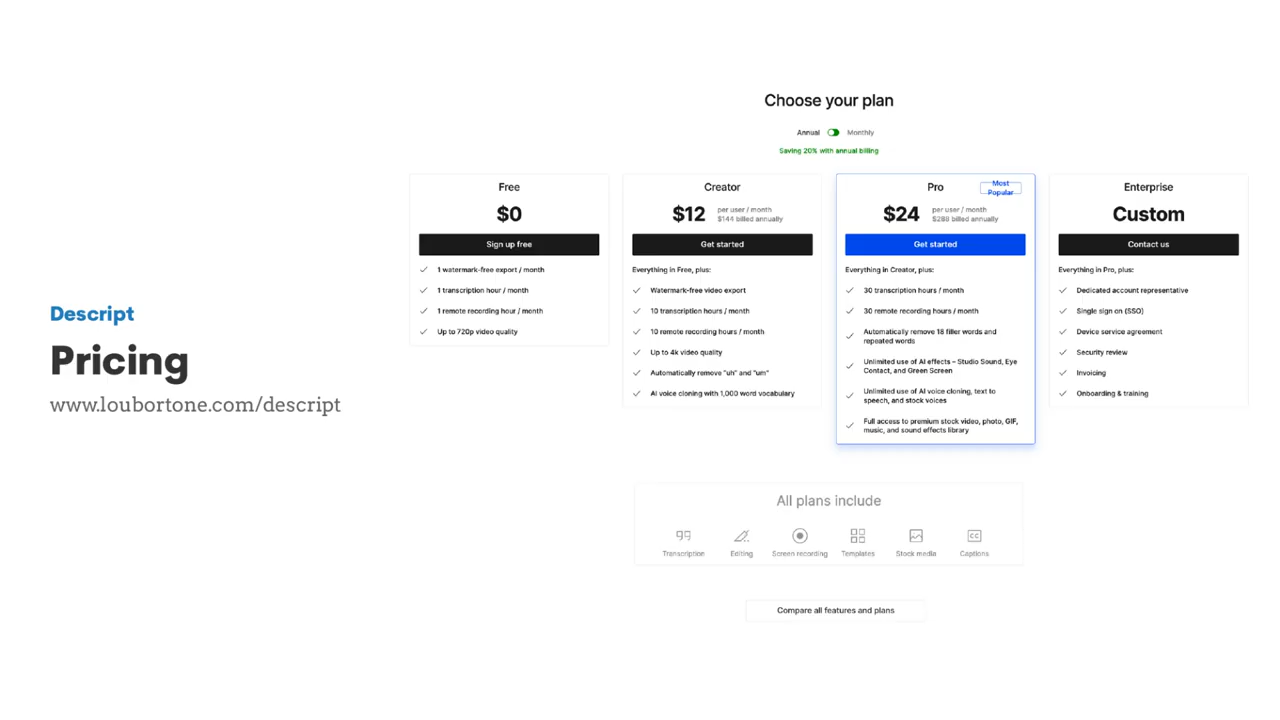 Descript
Pricing
www.loubortone.com/descript
Choose your plan
Annual Monthly
Saving 20% with annual billing
Free
$0
Sign up free
1 watermark-free export / month
1 transcription hour / month
1 remote recording hour / month
Up to 720p video quality
Creator
$12
per user / month
$144 billed annually
Get started
Everything in Free, plus:
Watermark-free video export
10 transcription hours / month
10 remote recording hours / month
Up to 4k video quality
Automatically remove "uh" and "um"
AI voice cloning with 1,000 word vocabulary
Pro
Most
Popular
$24
per user / month
$288 billed annually
Get started
Everything in Creator, plus:
30 transcription hours / month
30 remote recording hours / month
Automatically remove 18 filler words and
repeated words
Unlimited use of AI effects – Studio Sound, Eye
Contact, and Green Screen
Unlimited use of AI voice cloning, text to
speech, and stock voices
Full access to premium stock video, photo, GIF,
music, and sound effects library
Enterprise
Custom
Contact us
Everything in Pro, plus:
Dedicated account representative
Single sign on (SSO)
Device service agreement
Security review
Invoicing
Onboarding & training
All plans include
Transcription
Editing
Screen recording
Templates
Stock media
CC
Captions
Compare all features and plans